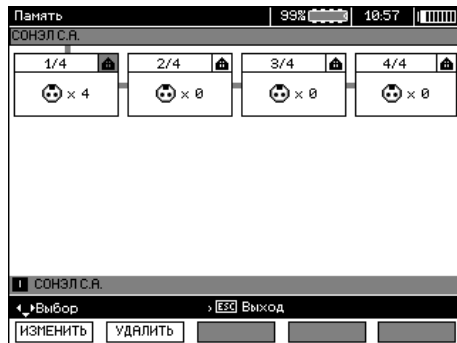 Память 99% 10:57
СОНЭЛ С.А.
1/4 2/4 3/4 4/4
× 4 × 0 × 0 × 0
1 СОНЭЛ С.А.
Выбор › ESC Выход
ИЗМЕНИТЬ УДАЛИТЬ